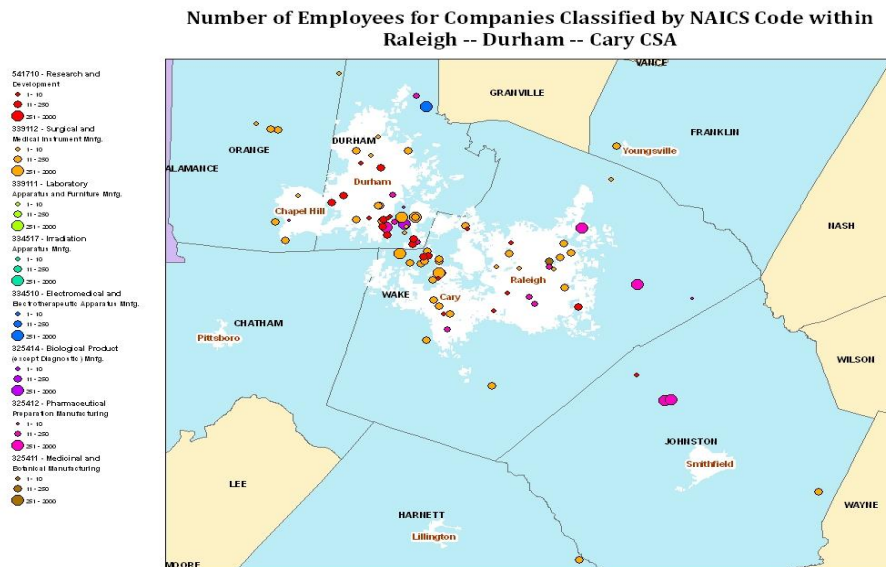 Number of Employees for Companies Classified by NAICS Code within
Raleigh -- Durham -- Cary CSA
541710 - Research and
Development
1 - 10
11 - 250
251 - 2000
339112 - Surgical and
Medical Instrument Mnfg.
1 - 10
11 - 250
251 - 2000
339111 - Laboratory
Apparatus and Furniture Mnfg.
1 - 10
11 - 250
251 - 2000
334517 - Irradiation
Apparatus Mnfg.
1 - 10
11 - 250
251 - 2000
334510 - Electromedical and
Electrotherapeutic Apparatus Mnfg.
1 - 10
11 - 250
251 - 2000
325414 - Biological Product
(except Diagnostic) Mnfg.
1 - 10
11 - 250
251 - 2000
325412 - Pharmaceutical
Preparation Manufacturing
1 - 10
11 - 250
251 - 2000
325411 - Medicinal and
Botanical Manufacturing
1 - 10
11 - 250
251 - 2000
VANCE
GRANVILLE
FRANKLIN
DURHAM
ORANGE
Youngsville
ALAMANCE
Durham
Chapel Hill
NASH
Raleigh
WAKE
Cary
CHATHAM
Pittsboro
WILSON
JOHNSTON
Smithfield
LEE
WAYNE
HARNETT
Lillington
MOORE